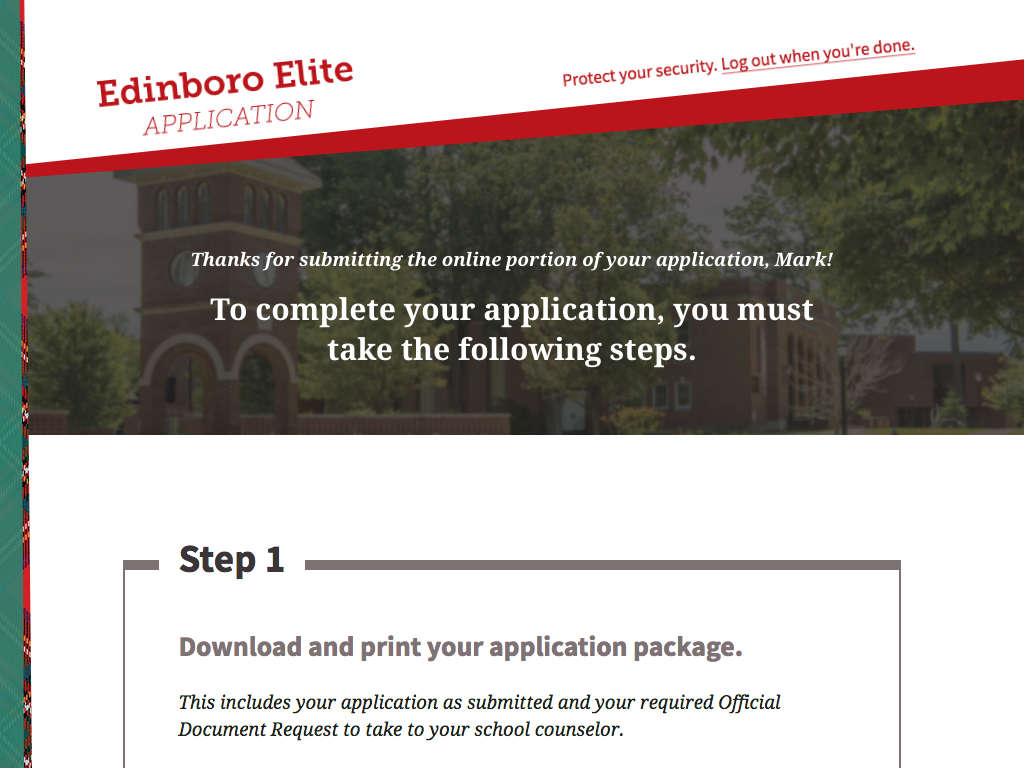 Edinboro Elite
APPLICATION
Protect your security. Log out when you're done.
Thanks for submitting the online portion of your application, Mark!
To complete your application, you must
take the following steps.
Step 1
Download and print your application package.
This includes your application as submitted and your required Official
Document Request to take to your school counselor.